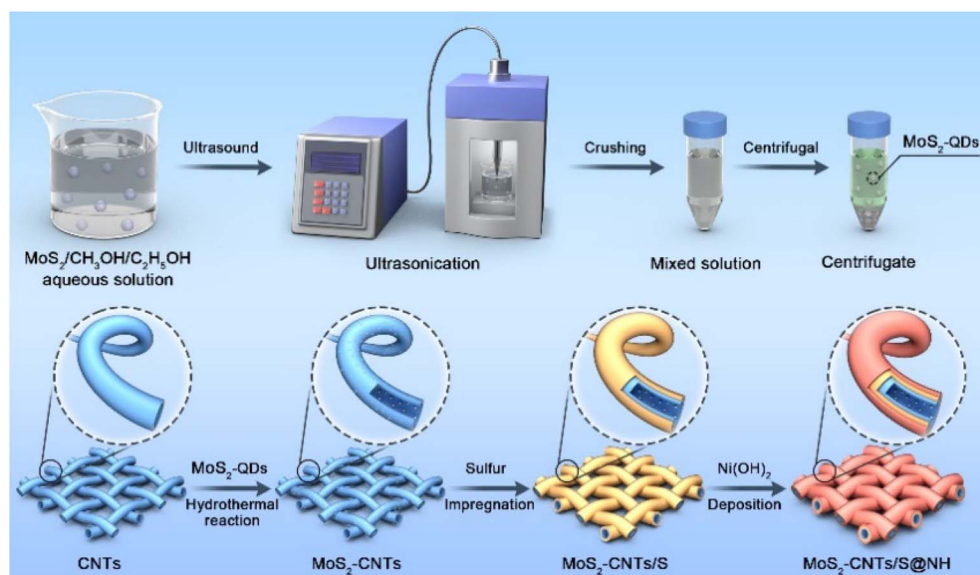 Ultrasound
Crushing
Centrifugal
MoS₂-QDs
MoS₂/CH₃OH/C₂H₅OH
aqueous solution
Ultrasonication
Mixed solution
Centrifugate
MoS₂-QDs
Hydrothermal
reaction
Sulfur
Impregnation
Ni(OH)₂
Deposition
CNTs
MoS₂-CNTs
MoS₂-CNTs/S
MoS₂-CNTs/S@NH